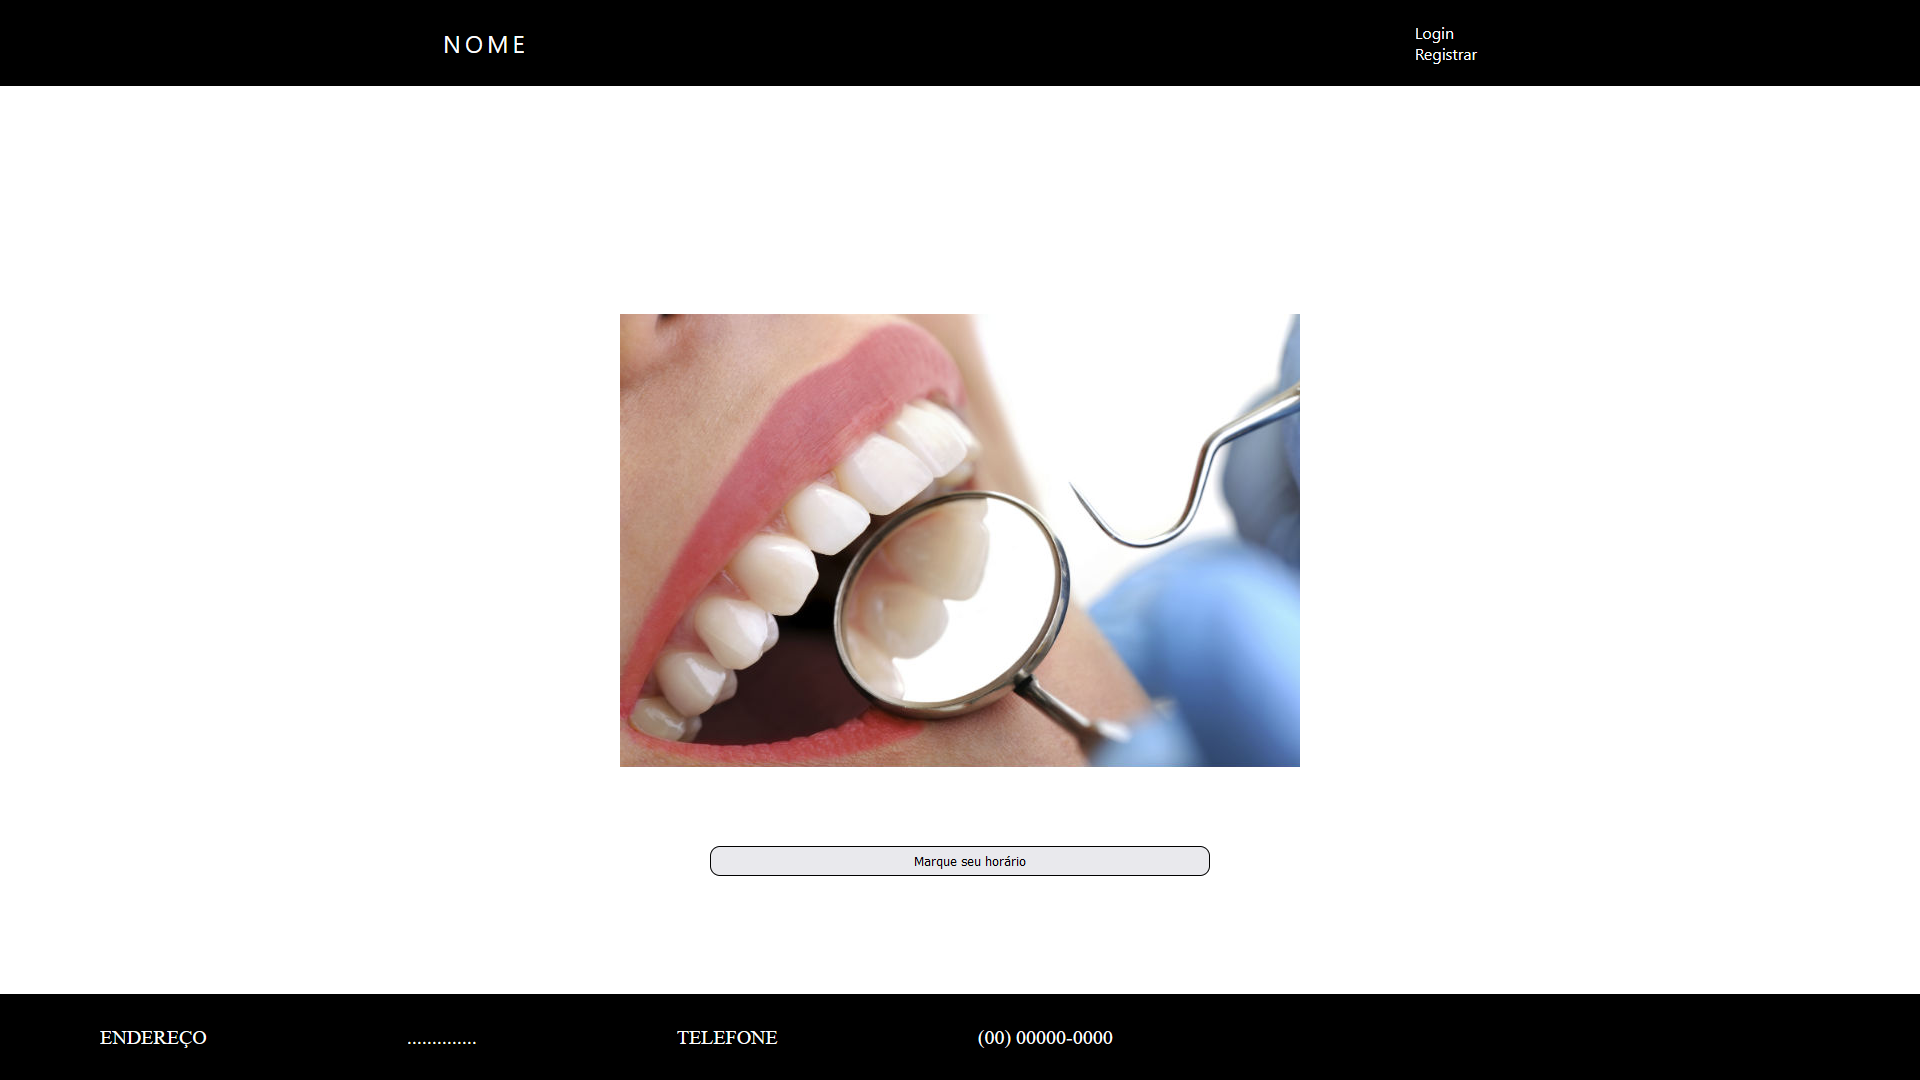 NOME
Login
Registrar
Marque seu horário
ENDEREÇO .............. TELEFONE (00) 00000-0000